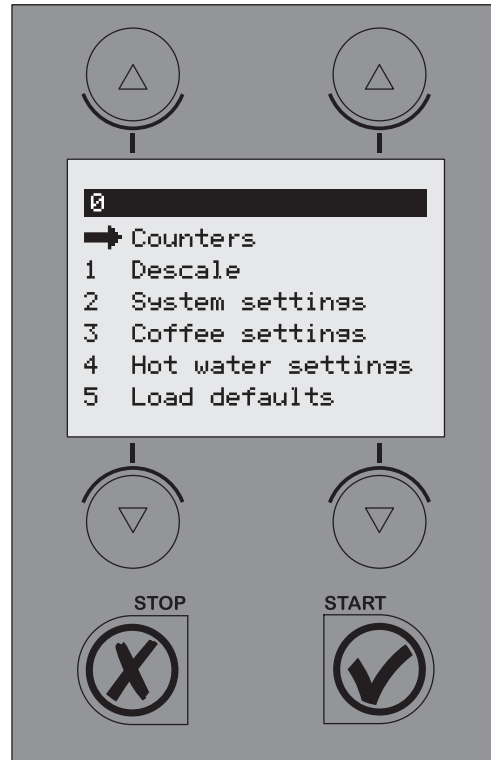 0
Counters
1 Descale
2 System settings
3 Coffee settings
4 Hot water settings
5 Load defaults
STOP START